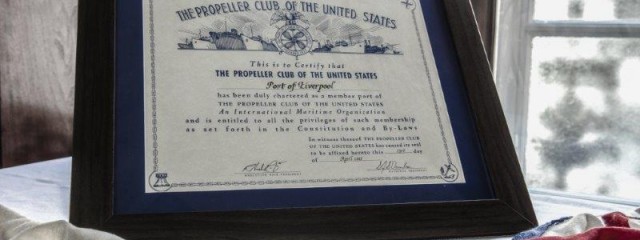 THE PROPELLER CLUB OF THE UNITED STATES
This is to Certify that
THE PROPELLER CLUB OF THE UNITED STATES
Port of Liverpool
has been duly chartered as a member port of
THE PROPELLER CLUB OF THE UNITED STATES
An International Maritime Organization
and is entitled to all the privileges of such membership
as set forth in the Constitution and By-Laws
In witness thereof THE PROPELLER CLUB
OF THE UNITED STATES has caused its seal
to be affixed hereto this day
of April